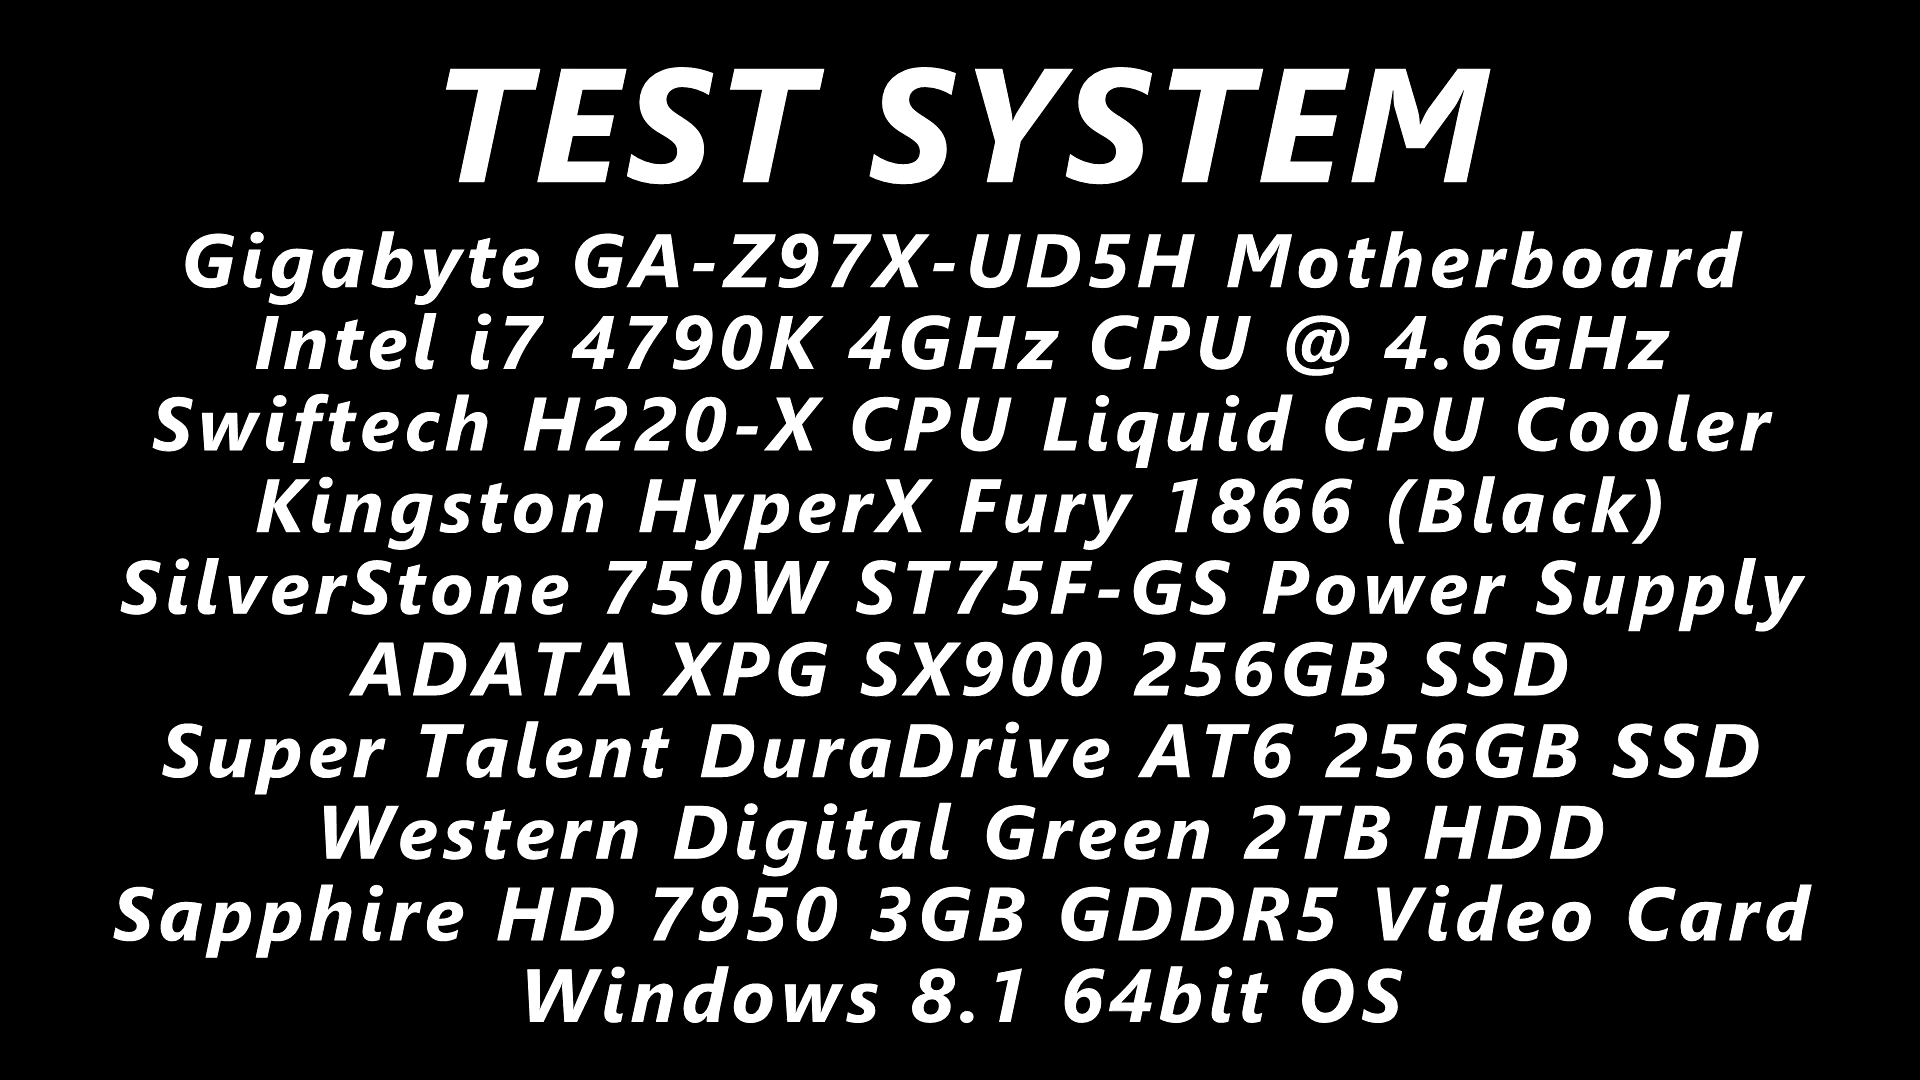 TEST SYSTEM
Gigabyte GA-Z97X-UD5H Motherboard
Intel i7 4790K 4GHz CPU @ 4.6GHz
Swiftech H220-X CPU Liquid CPU Cooler
Kingston HyperX Fury 1866 (Black)
SilverStone 750W ST75F-GS Power Supply
ADATA XPG SX900 256GB SSD
Super Talent DuraDrive AT6 256GB SSD
Western Digital Green 2TB HDD
Sapphire HD 7950 3GB GDDR5 Video Card
Windows 8.1 64bit OS